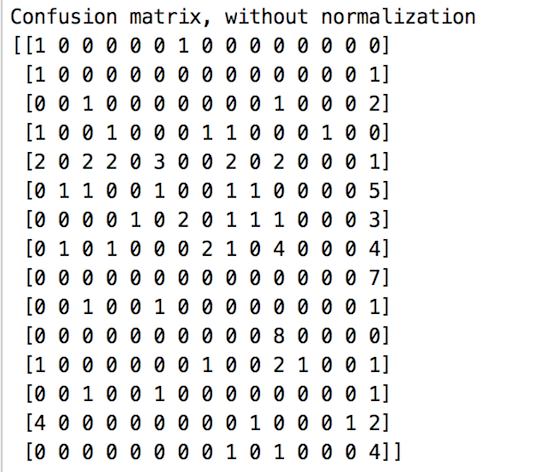 Confusion matrix, without normalization
[[1 0 0 0 0 0 1 0 0 0 0 0 0 0 0]
[1 0 0 0 0 0 0 0 0 0 0 0 0 0 1]
[0 0 1 0 0 0 0 0 0 0 1 0 0 0 2]
[1 0 0 1 0 0 0 1 1 0 0 0 1 0 0]
[2 0 2 2 0 3 0 0 2 0 2 0 0 0 1]
[0 1 1 0 0 1 0 0 1 1 0 0 0 0 5]
[0 0 0 0 1 0 2 0 1 1 1 0 0 0 3]
[0 1 0 1 0 0 0 2 1 0 4 0 0 0 4]
[0 0 0 0 0 0 0 0 0 0 0 0 0 0 7]
[0 0 1 0 0 1 0 0 0 0 0 0 0 0 1]
[0 0 0 0 0 0 0 0 0 0 8 0 0 0 0]
[1 0 0 0 0 0 0 1 0 0 2 1 0 0 1]
[0 0 1 0 0 1 0 0 0 0 0 0 0 0 1]
[4 0 0 0 0 0 0 0 0 1 0 0 0 1 2]
[0 0 0 0 0 0 0 0 1 0 1 0 0 0 4]]